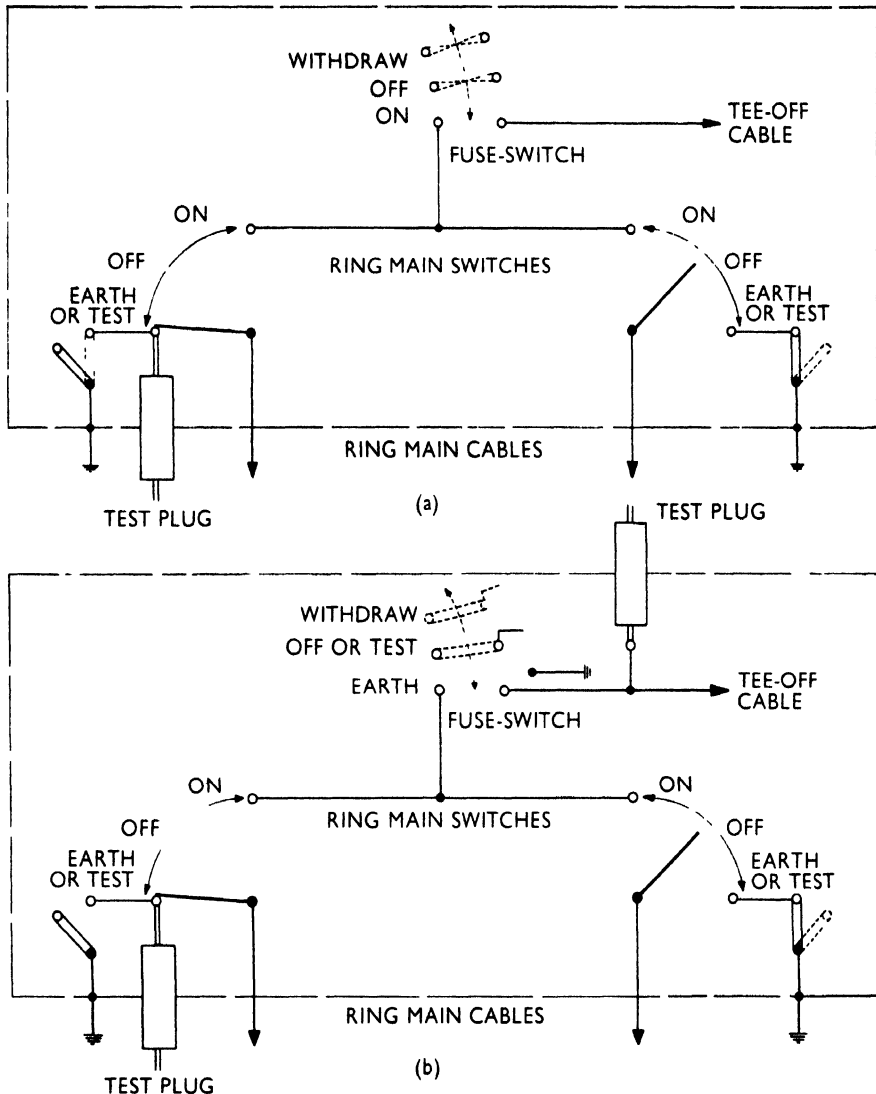 WITHDRAW
OFF
ON
TEE-OFF
CABLE
FUSE-SWITCH
ON
ON
OFF
RING MAIN SWITCHES
OFF
EARTH
OR TEST
EARTH
OR TEST
RING MAIN CABLES
TEST PLUG
(a)
TEST PLUG
WITHDRAW
OFF OR TEST
EARTH
TEE-OFF
CABLE
FUSE-SWITCH
ON
ON
RING MAIN SWITCHES
OFF
OFF
EARTH
OR TEST
EARTH
OR TEST
RING MAIN CABLES
(b)
TEST PLUG